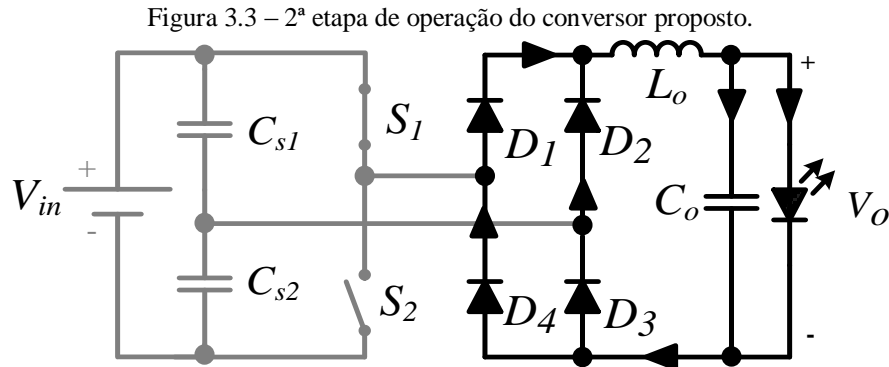 Figura 3.3 – 2ª etapa de operação do conversor proposto.
+
L_o
C_s1
S_1
D_1
D_2
V_in
+
-
C_o
V_o
C_s2
S_2
D_4
D_3
-